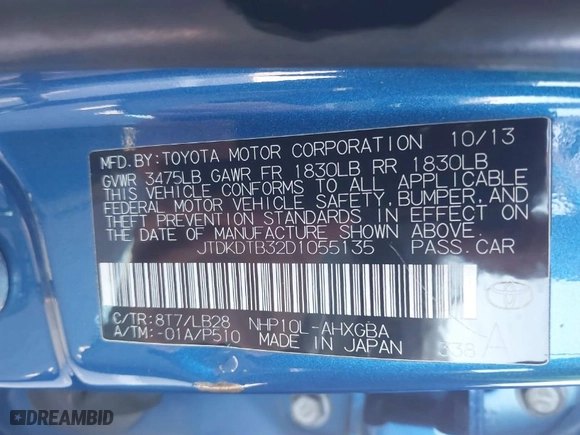 MFD.BY:TOYOTA MOTOR CORPORATION 10/13
GVWR 3475LB GAWR FR 1830LB RR 1830LB
THIS VEHICLE CONFORMS TO ALL APPLICABLE
FEDERAL MOTOR VEHICLE SAFETY,BUMPER,AND
THEFT PREVENTION STANDARDS IN EFFECT ON
THE DATE OF MANUFACTURE SHOWN ABOVE.
JTDKDTB32D1055135 PASS.CAR
C/TR:8T7/LB28 NHP10L-AHXGBA
A/TM:-01A/P510 MADE IN JAPAN 338 A
DREAMBID